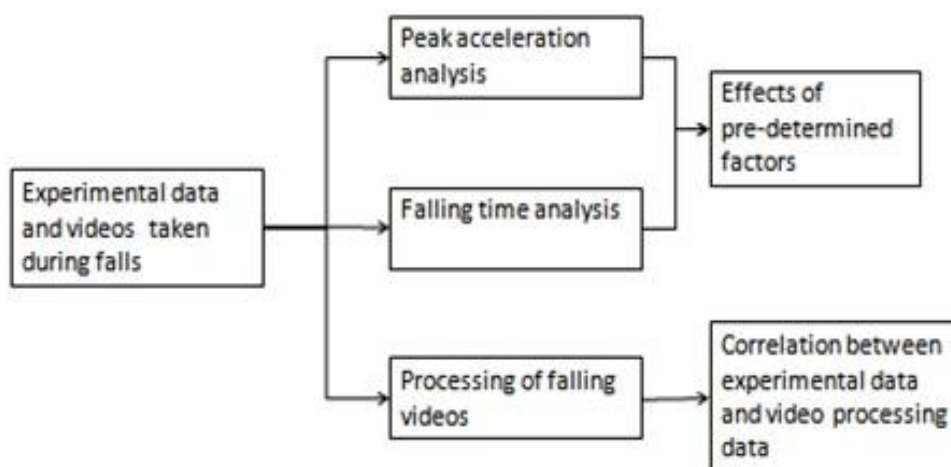 Peak acceleration
analysis
Effects of
pre-determined
factors
Experimental data
and videos taken
during falls
Falling time analysis
Processing of falling
videos
Correlation between
experimental data
and video processing
data